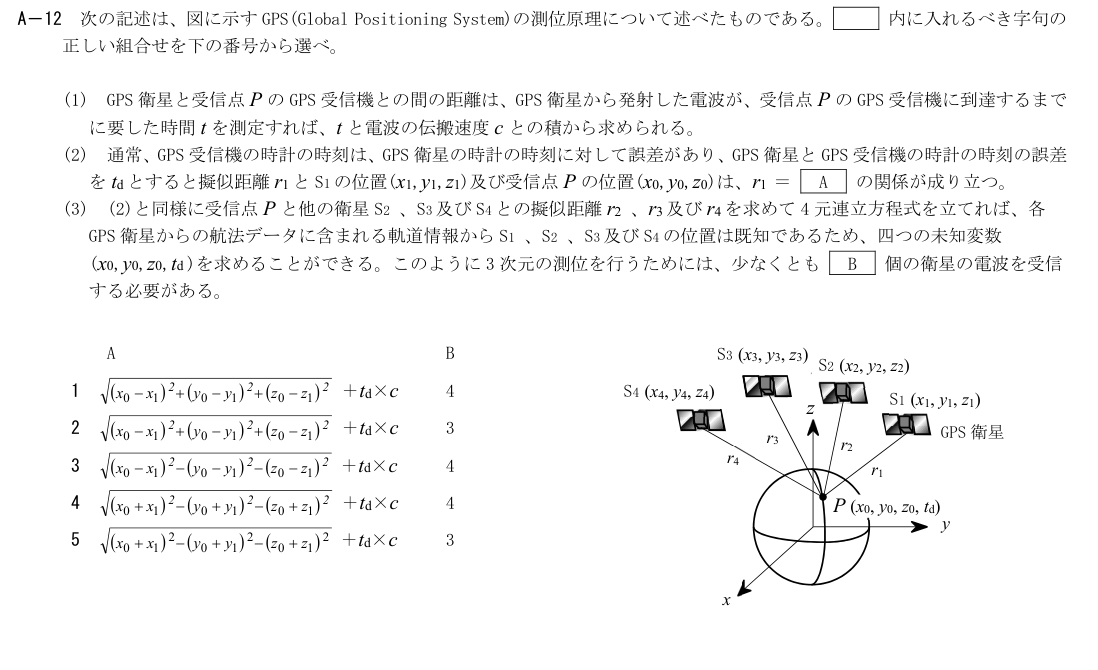 A－12 次の記述は、図に示す GPS(Global Positioning System)の測位原理について述べたものである。□ 内に入れるべき字句の
正しい組合せを下の番号から選べ。
(1) GPS 衛星と受信点 P の GPS 受信機との間の距離は、GPS 衛星から発射した電波が、受信点 P の GPS 受信機に到達するまで
に要した時間 t を測定すれば、t と電波の伝搬速度 c との積から求められる。
(2) 通常、GPS 受信機の時計の時刻は、GPS 衛星の時計の時刻に対して誤差があり、GPS 衛星と GPS 受信機の時計の時刻の誤差
を td とすると擬似距離 r1 と S1 の位置(x1, y1, z1)及び受信点 P の位置(x0, y0, z0)は、r1 ＝ A の関係が成り立つ。
(3) (2)と同様に受信点 P と他の衛星 S2 、S3 及び S4 との擬似距離 r2 、r3 及び r4 を求めて 4 元連立方程式を立てれば、各
GPS 衛星からの航法データに含まれる軌道情報から S1 、S2 、S3 及び S4 の位置は既知であるため、四つの未知変数
(x0, y0, z0, td)を求めることができる。このように 3 次元の測位を行うためには、少なくとも B 個の衛星の電波を受信
する必要がある。
A B
1 √(x0－x1)²+(y0－y1)²+(z0－z1)² ＋td×c 4
2 √(x0－x1)²+(y0－y1)²+(z0－z1)² ＋td×c 3
3 √(x0－x1)²−(y0－y1)²−(z0－z1)² ＋td×c 4
4 √(x0＋x1)²−(y0＋y1)²−(z0＋z1)² ＋td×c 4
5 √(x0＋x1)²−(y0＋y1)²−(z0＋z1)² ＋td×c 3
S3 (x3, y3, z3)
S2 (x2, y2, z2)
S4 (x4, y4, z4)
S1 (x1, y1, z1)
z
GPS 衛星
r3
r2
r4
r1
P (x0, y0, z0, td)
y
x